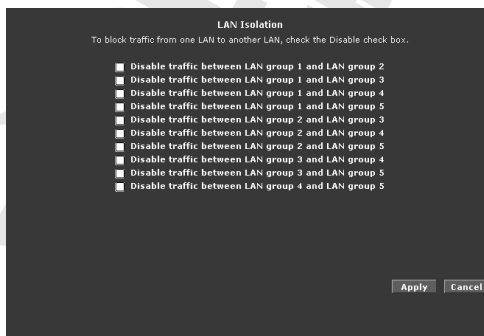 LAN Isolation
To block traffic from one LAN to another LAN, check the Disable check box.
Disable traffic between LAN group 1 and LAN group 2
Disable traffic between LAN group 1 and LAN group 3
Disable traffic between LAN group 1 and LAN group 4
Disable traffic between LAN group 1 and LAN group 5
Disable traffic between LAN group 2 and LAN group 3
Disable traffic between LAN group 2 and LAN group 4
Disable traffic between LAN group 2 and LAN group 5
Disable traffic between LAN group 3 and LAN group 4
Disable traffic between LAN group 3 and LAN group 5
Disable traffic between LAN group 4 and LAN group 5
Apply Cancel